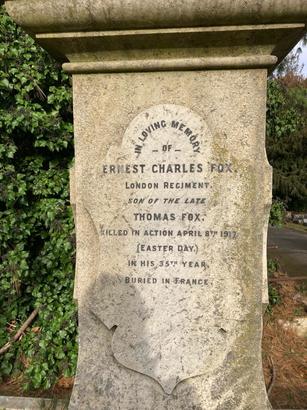 IN LOVING MEMORY
OF
ERNEST CHARLES FOX.
LONDON REGIMENT.
SON OF THE LATE
THOMAS FOX.
KILLED IN ACTION APRIL 8TH 1917.
(EASTER DAY.)
IN HIS 35TH YEAR.
BURIED IN FRANCE.